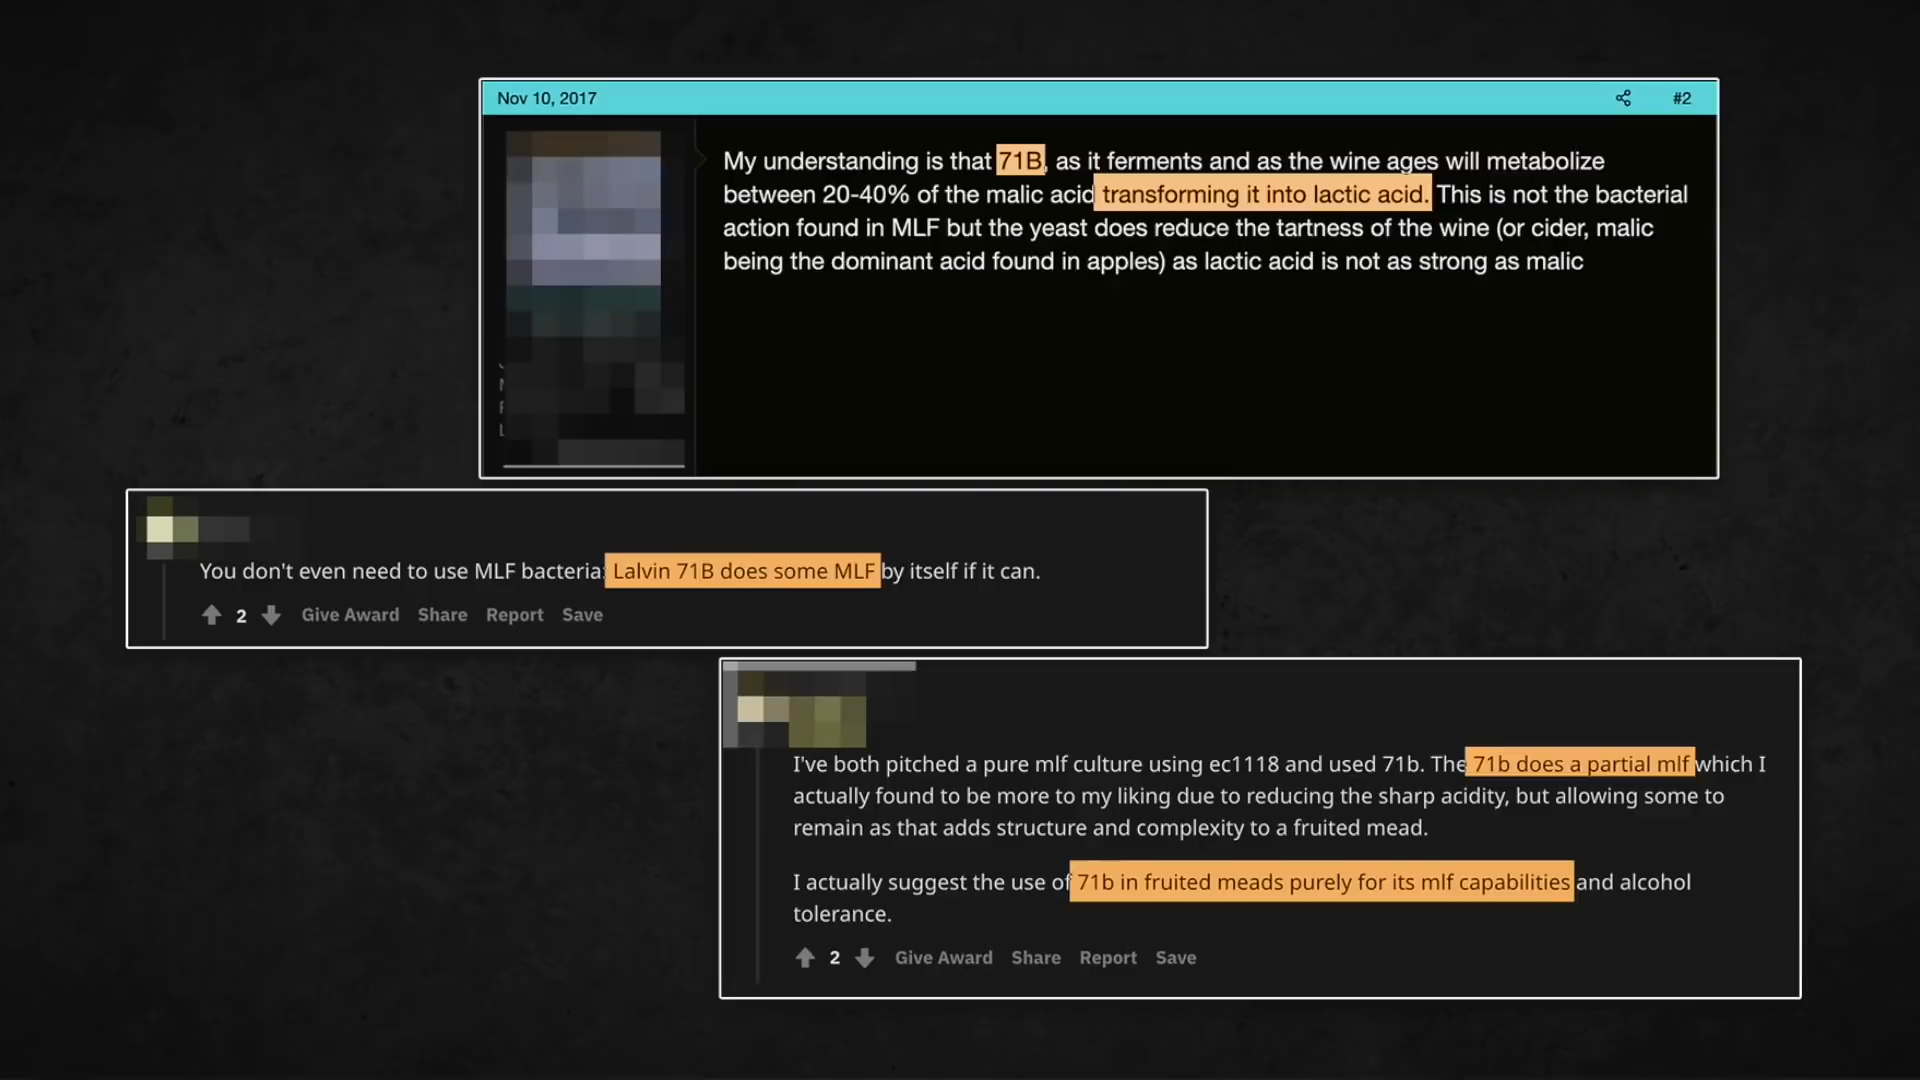 Nov 10, 2017
#2
My understanding is that 71B, as it ferments and as the wine ages will metabolize
between 20-40% of the malic acid transforming it into lactic acid. This is not the bacterial
action found in MLF but the yeast does reduce the tartness of the wine (or cider, malic
being the dominant acid found in apples) as lactic acid is not as strong as malic
You don't even need to use MLF bacteria: Lalvin 71B does some MLF by itself if it can.
2 Give Award Share Report Save
I've both pitched a pure mlf culture using ec1118 and used 71b. The 71b does a partial mlf which I
actually found to be more to my liking due to reducing the sharp acidity, but allowing some to
remain as that adds structure and complexity to a fruited mead.
I actually suggest the use of 71b in fruited meads purely for its mlf capabilities and alcohol
tolerance.
2 Give Award Share Report Save